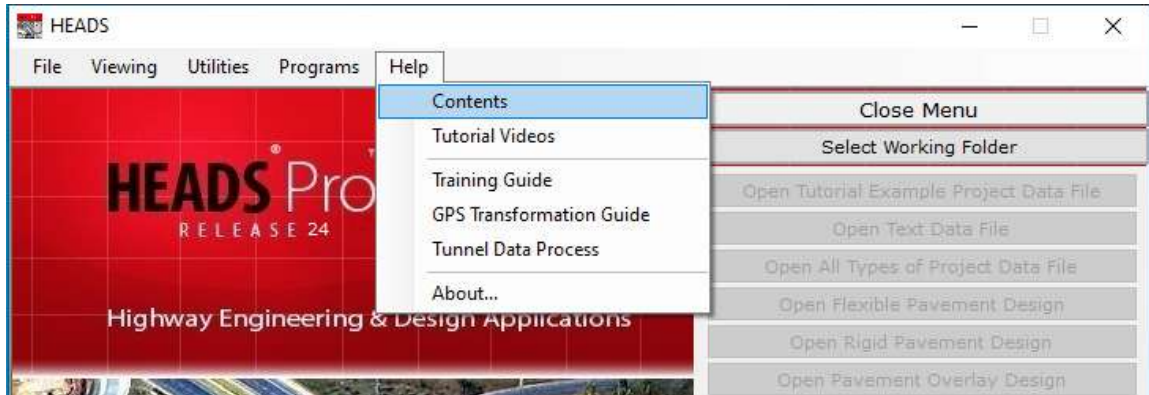 HEADS
File Viewing Utilities Programs Help
Contents
Tutorial Videos
Training Guide
GPS Transformation Guide
Tunnel Data Process
About...
HEADS® Pro
RELEASE 24
Highway Engineering & Design Applications
Close Menu
Select Working Folder
Open Tutorial Example Project Data File
Open Text Data File
Open All Types of Project Data File
Open Flexible Pavement Design
Open Rigid Pavement Design
Open Pavement Overlay Design